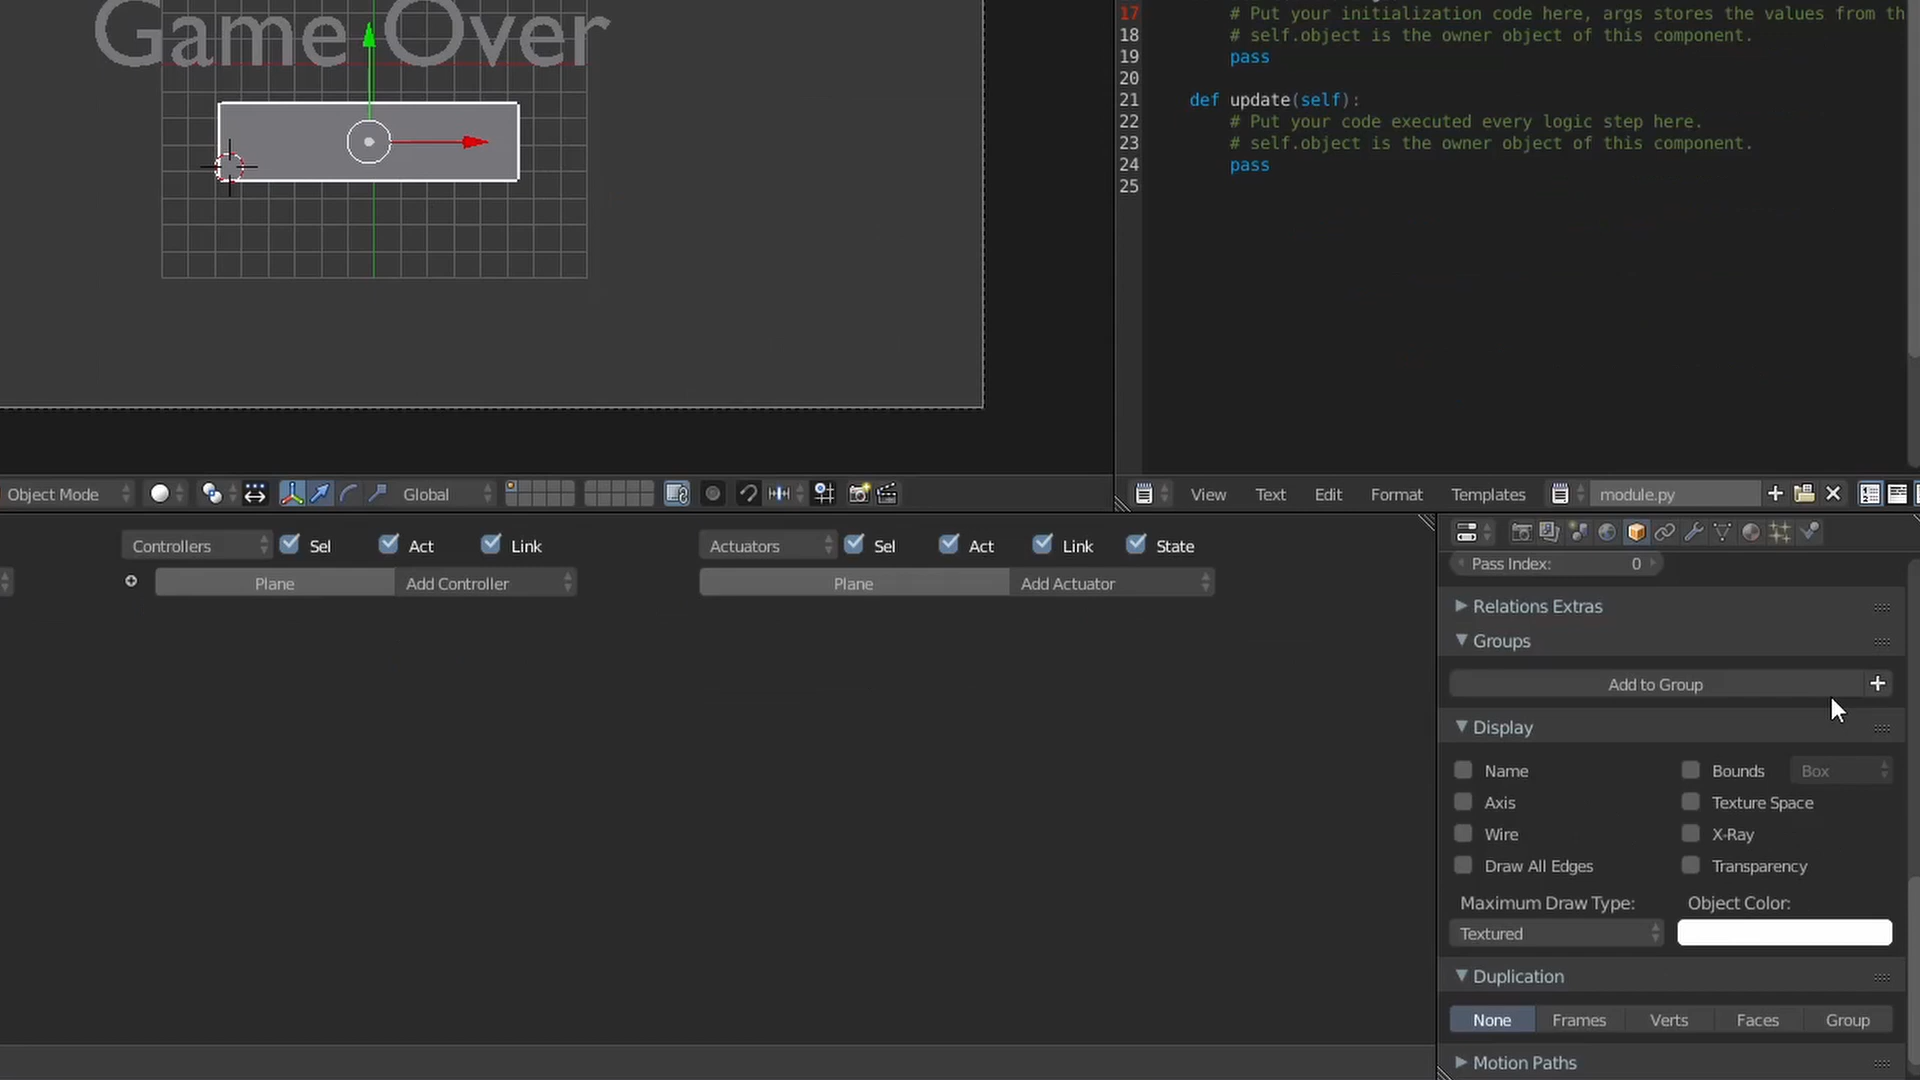 Game Over
17 # Put your initialization code here, args stores the values from th
18 # self.object is the owner object of this component.
19 pass
20
21 def update(self):
22 # Put your code executed every logic step here.
23 # self.object is the owner object of this component.
24 pass
25
Object Mode Global
View Text Edit Format Templates module.py
Controllers Sel Act Link Actuators Sel Act Link State
Plane Add Controller Plane Add Actuator
Pass Index: 0
Relations Extras
Groups
Add to Group
Display
Name Bounds Box
Axis Texture Space
Wire X-Ray
Draw All Edges Transparency
Maximum Draw Type: Object Color:
Textured
Duplication
None Frames Verts Faces Group
Motion Paths